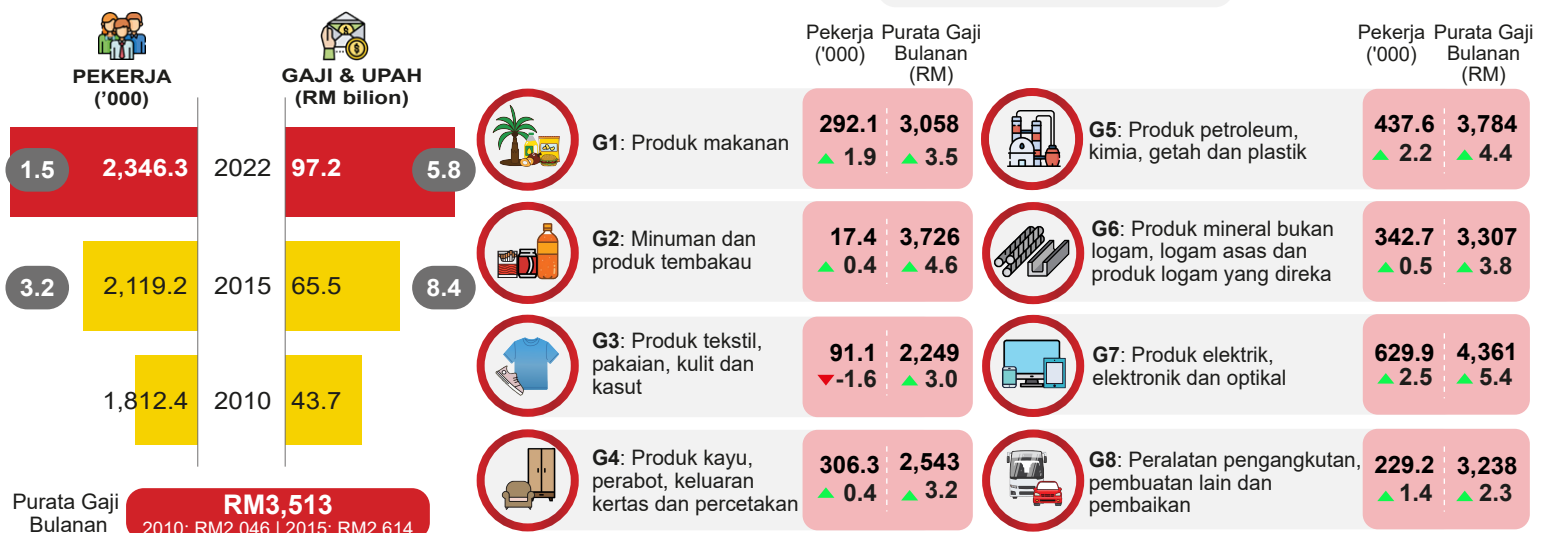 PEKERJA
(’000)
GAJI & UPAH
(RM bilion)
1.5 2,346.3 2022 97.2 5.8
3.2 2,119.2 2015 65.5 8.4
1,812.4 2010 43.7
Purata Gaji
Bulanan
RM3,513
2010: RM2,046 | 2015: RM2,614
Pekerja Purata Gaji
('000) Bulanan
(RM)
G1: Produk makanan
292.1 3,058
▲ 1.9 ▲ 3.5
G2: Minuman dan
produk tembakau
17.4 3,726
▲ 0.4 ▲ 4.6
G3: Produk tekstil,
pakaian, kulit dan
kasut
91.1 2,249
▼-1.6 ▲ 3.0
G4: Produk kayu,
perabot, keluaran
kertas dan percetakan
306.3 2,543
▲ 0.4 ▲ 3.2
Pekerja Purata Gaji
('000) Bulanan
(RM)
G5: Produk petroleum,
kimia, getah dan plastik
437.6 3,784
▲ 2.2 ▲ 4.4
G6: Produk mineral bukan
logam, logam asas dan
produk logam yang direka
342.7 3,307
▲ 0.5 ▲ 3.8
G7: Produk elektrik,
elektronik dan optikal
629.9 4,361
▲ 2.5 ▲ 5.4
G8: Peralatan pengangkutan,
pembuatan lain dan
pembaikan
229.2 3,238
▲ 1.4 ▲ 2.3